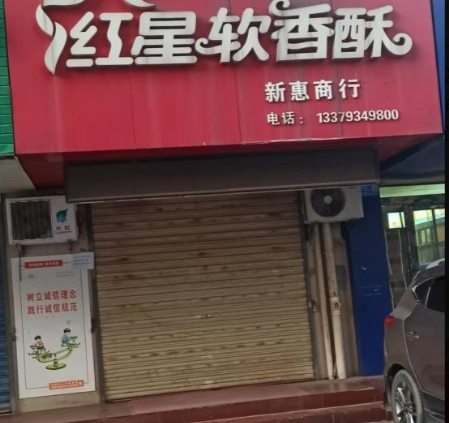 红星软香酥
新惠商行
电话：13379349800
树立诚信理念
践行诚信规范